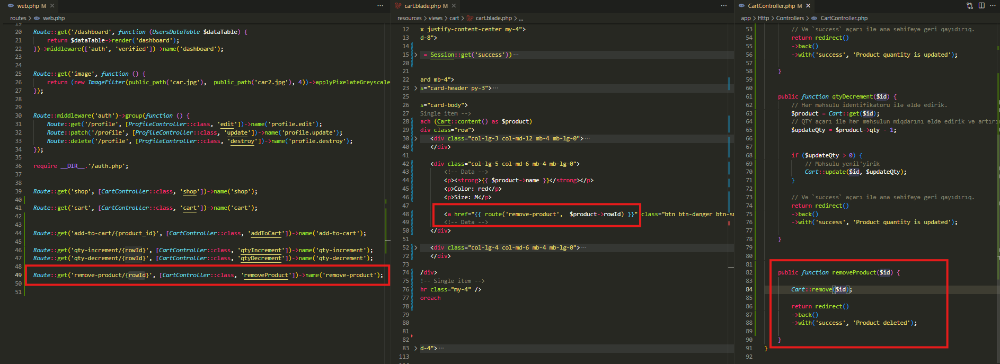 web.php M
routes > web.php
19
20 Route::get('/dashboard', function (UsersDataTable $dataTable) {
21     return $dataTable->render('dashboard');
22 })->middleware(['auth', 'verified'])->name('dashboard');
23
24
25 Route::get('image', function () {
26     return (new ImageFilter(public_path('car.jpg'),  public_path('car2.jpg'), 4))->applyPixelateGreyscale
27 });
28
29
30 Route::middleware('auth')->group(function () {
31     Route::get('/profile', [ProfileController::class, 'edit'])->name('profile.edit');
32     Route::patch('/profile', [ProfileController::class, 'update'])->name('profile.update');
33     Route::delete('/profile', [ProfileController::class, 'destroy'])->name('profile.destroy');
34 });
35
36 require __DIR__.'/auth.php';
37
38
39 Route::get('shop', [CartController::class, 'shop'])->name('shop');
40
41 Route::get('cart', [CartController::class, 'cart'])->name('cart');
42
43
44 Route::get('add-to-cart/{product_id}', [CartController::class, 'addToCart'])->name('add-to-cart');
45
46 Route::get('qty-increment/{rowId}', [CartController::class, 'qtyIncrement'])->name('qty-increment');
47 Route::get('qty-decrement/{rowId}', [CartController::class, 'qtyDecrement'])->name('qty-decrement');
48
49 Route::get('remove-product/{rowId}', [CartController::class, 'removeProduct'])->name('remove-product');
50
51
cart.blade.php M
resources > views > cart > cart.blade.php > ...
12 x justify-content-center my-4">
13 d-8">
14
15 = Session::get('success'))···
20
21
22 ard mb-4">
23 s="card-header py-3">···
25
26 s="card-body">
27 Single item -->
28 ach (Cart::content() as $product)
29 div class="row">
30 <div class="col-lg-3 col-md-12 mb-4 mb-lg-0">···
40 </div>
41
42 <div class="col-lg-5 col-md-6 mb-4 mb-lg-0">
43 <!-- Data -->
44 <p><strong>{{ $product->name }}</strong></p>
45 <p>Color: red</p>
46 <p>Size: M</p>
47
48 <a href="{{ route('remove-product',  $product->rowId) }}" class="btn btn-danger btn-sm
49 <!-- Data -->
50 </div>
51
52 <div class="col-lg-4 col-md-6 mb-4 mb-lg-0">···
72 </div>
73
74 /div>
75 !-- Single item -->
76 hr class="my-4" />
77 oreach
78
79
80
81
82
83 d-4">···
113
CartController.php M
app > Http > Controllers > CartController.php
53 // Və `success` açarı ilə ana səhifəyə geri qayıdırıq.
54 return redirect()
55 ->back()
56 ->with('success', 'Product quantity is updated');
57
58 }
59
60
61 public function qtyDecrement($id) {
62 // Hər məhsulu identifikatoru ilə əldə edirik.
63 $product = Cart::get($id);
64 // QTY açarı ilə hər məhsulun miqdarını əldə edirik və artırı
65 $updateQty = $product->qty - 1;
66
67
68 if ($updateQty > 0) {
69 // Məhsulu yenil'yirik
70 Cart::update($id, $updateQty);
71 }
72
73 // Və `success` açarı ilə ana səhifəyə geri qayıdırıq.
74 return redirect()
75 ->back()
76 ->with('success', 'Product quantity is updated');
77
78 }
79
80
81
82 public function removeProduct($id) {
83
84 Cart::remove($id);
85
86 return redirect()
87 ->back()
88 ->with('success', 'Product deleted');
89
90 }
91 }
92